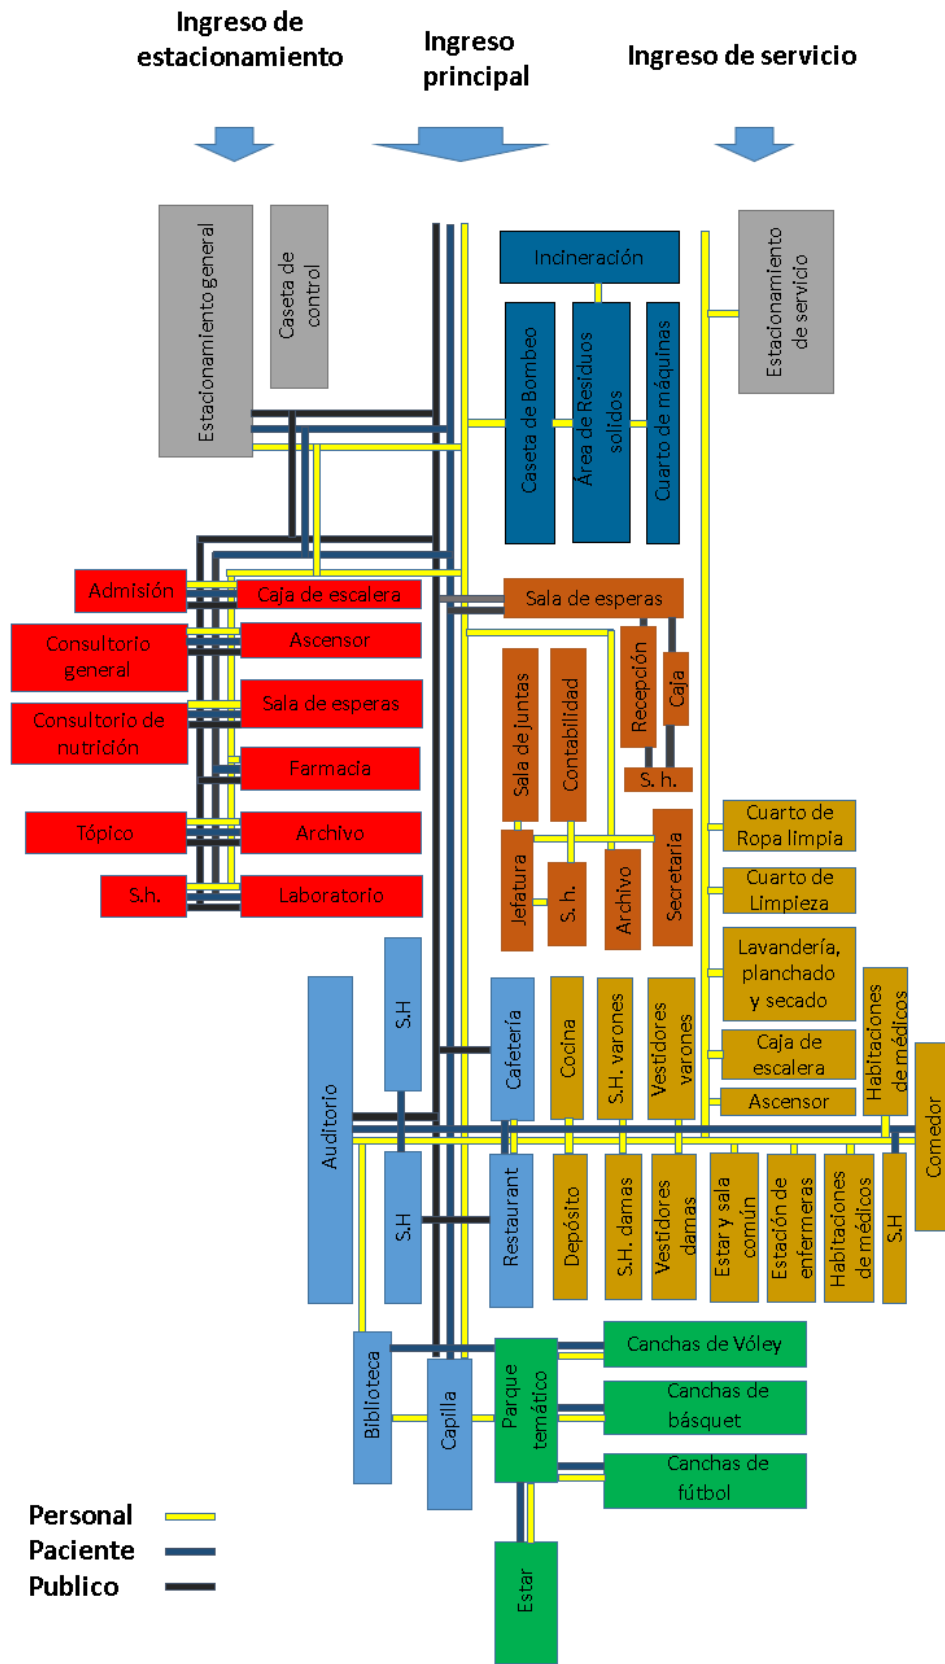 Ingreso de
estacionamiento
Ingreso
principal
Ingreso de servicio
Estacionamiento general
Caseta de
control
Incineración
Caseta de Bombeo
Área de Residuos
solidos
Cuarto de máquinas
Estacionamiento
de servicio
Admisión
Caja de escalera
Consultorio
general
Ascensor
Consultorio de
nutrición
Sala de esperas
Farmacia
Tópico
Archivo
S.h.
Laboratorio
Sala de esperas
Recepción
Caja
S. h.
Sala de juntas
Contabilidad
Jefatura
S. h.
Archivo
Secretaria
Cuarto de
Ropa limpia
Cuarto de
Limpieza
Lavandería,
planchado
y secado
Caja de
escalera
Ascensor
Habitaciones
de médicos
Comedor
Auditorio
S.H
Cafetería
Cocina
S.H. varones
Vestidores
varones
S.H
Restaurant
Depósito
S.H. damas
Vestidores
damas
Estar y sala
común
Estación de
enfermeras
Habitaciones
de médicos
S.H
Biblioteca
Capilla
Parque
temático
Canchas de Vóley
Canchas de
básquet
Canchas de
fútbol
Estar
Personal
Paciente
Publico